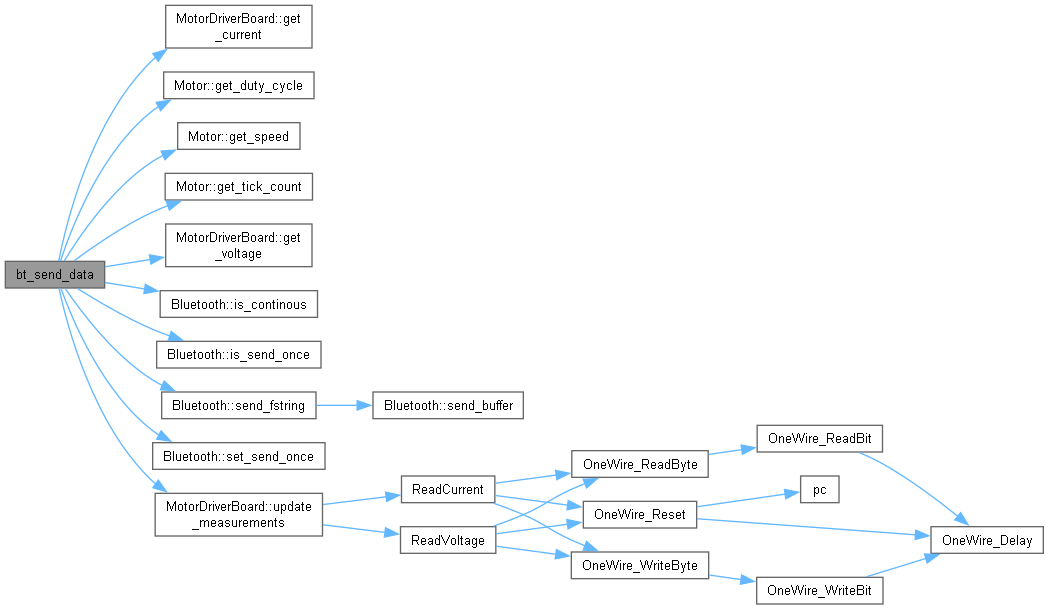 MotorDriverBoard::get
_current
Motor::get_duty_cycle
Motor::get_speed
Motor::get_tick_count
MotorDriverBoard::get
_voltage
bt_send_data
Bluetooth::is_continous
Bluetooth::is_send_once
Bluetooth::send_fstring
Bluetooth::send_buffer
Bluetooth::set_send_once
MotorDriverBoard::update
_measurements
ReadCurrent
ReadVoltage
OneWire_ReadByte
OneWire_Reset
OneWire_WriteByte
OneWire_ReadBit
pc
OneWire_WriteBit
OneWire_Delay